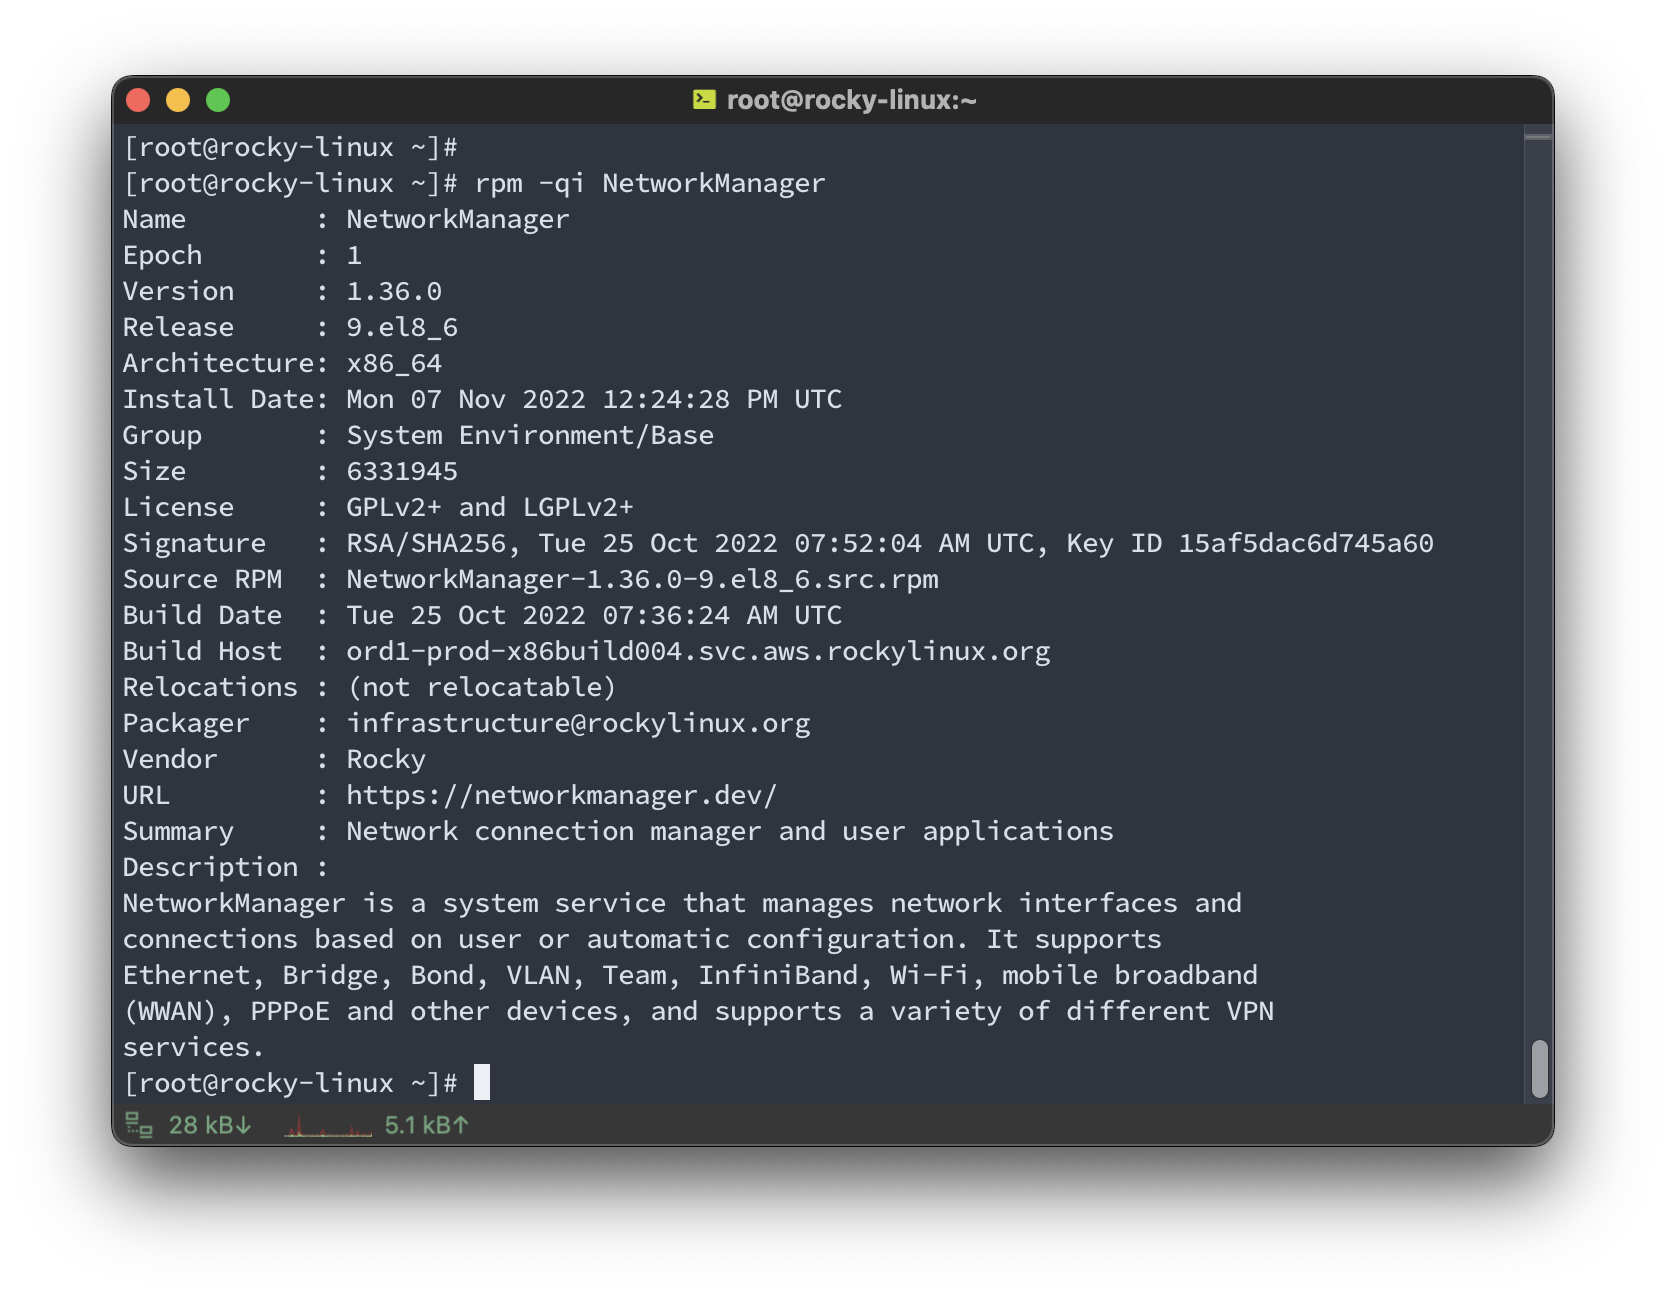 root@rocky-linux:~
[root@rocky-linux ~]#
[root@rocky-linux ~]# rpm -qi NetworkManager
Name        : NetworkManager
Epoch       : 1
Version     : 1.36.0
Release     : 9.el8_6
Architecture: x86_64
Install Date: Mon 07 Nov 2022 12:24:28 PM UTC
Group       : System Environment/Base
Size        : 6331945
License     : GPLv2+ and LGPLv2+
Signature   : RSA/SHA256, Tue 25 Oct 2022 07:52:04 AM UTC, Key ID 15af5dac6d745a60
Source RPM  : NetworkManager-1.36.0-9.el8_6.src.rpm
Build Date  : Tue 25 Oct 2022 07:36:24 AM UTC
Build Host  : ord1-prod-x86build004.svc.aws.rockylinux.org
Relocations : (not relocatable)
Packager    : infrastructure@rockylinux.org
Vendor      : Rocky
URL         : https://networkmanager.dev/
Summary     : Network connection manager and user applications
Description :
NetworkManager is a system service that manages network interfaces and
connections based on user or automatic configuration. It supports
Ethernet, Bridge, Bond, VLAN, Team, InfiniBand, Wi-Fi, mobile broadband
(WWAN), PPPoE and other devices, and supports a variety of different VPN
services.
[root@rocky-linux ~]#
28 kB↓ 5.1 kB↑